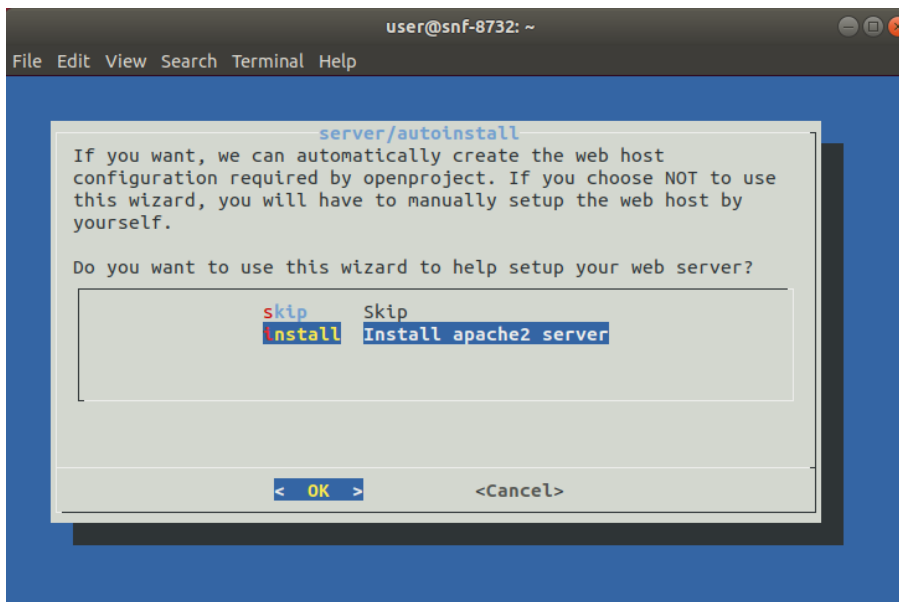 user@snf-8732: ~
File Edit View Search Terminal Help
server/autoinstall
If you want, we can automatically create the web host
configuration required by openproject. If you choose NOT to use
this wizard, you will have to manually setup the web host by
yourself.
Do you want to use this wizard to help setup your web server?
skip Skip
install Install apache2 server
< OK > <Cancel>